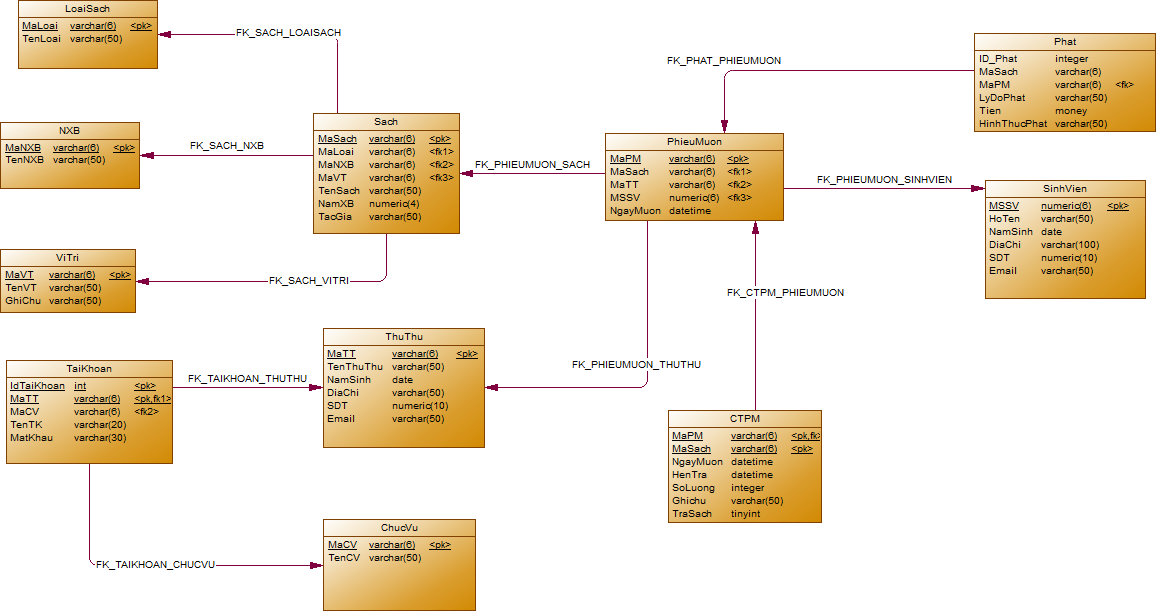 LoaiSach
MaLoai varchar(6) <pk>
TenLoai varchar(50)
FK_SACH_LOAISACH
NXB
MaNXB varchar(6) <pk>
TenNXB varchar(50)
FK_SACH_NXB
Sach
MaSach varchar(6) <pk>
MaLoai varchar(6) <fk1>
MaNXB varchar(6) <fk2>
MaVT varchar(6) <fk3>
TenSach varchar(50)
NamXB numeric(4)
TacGia varchar(50)
ViTri
MaVT varchar(6) <pk>
TenVT varchar(50)
GhiChu varchar(50)
FK_SACH_VITRI
FK_PHIEUMUON_SACH
PhieuMuon
MaPM varchar(6) <pk>
MaSach varchar(6) <fk1>
MaTT varchar(6) <fk2>
MSSV numeric(6) <fk3>
NgayMuon datetime
FK_PHAT_PHIEUMUON
Phat
ID_Phat integer
MaSach varchar(6)
MaPM varchar(6) <fk>
LyDoPhat varchar(50)
Tien money
HinhThucPhat varchar(50)
FK_PHIEUMUON_SINHVIEN
SinhVien
MSSV numeric(6) <pk>
HoTen varchar(50)
NamSinh date
DiaChi varchar(100)
SDT numeric(10)
Email varchar(50)
FK_CTPM_PHIEUMUON
FK_PHIEUMUON_THUTHU
ThuThu
MaTT varchar(6) <pk>
TenThuThu varchar(50)
NamSinh date
DiaChi varchar(50)
SDT numeric(10)
Email varchar(50)
TaiKhoan
IdTaiKhoan int <pk>
MaTT varchar(6) <pk,fk1>
MaCV varchar(6) <fk2>
TenTK varchar(20)
MatKhau varchar(30)
FK_TAIKHOAN_THUTHU
CTPM
MaPM varchar(6) <pk,fk>
MaSach varchar(6) <pk>
NgayMuon datetime
HenTra datetime
SoLuong integer
Ghichu varchar(50)
TraSach tinyint
ChucVu
MaCV varchar(6) <pk>
TenCV varchar(50)
FK_TAIKHOAN_CHUCVU